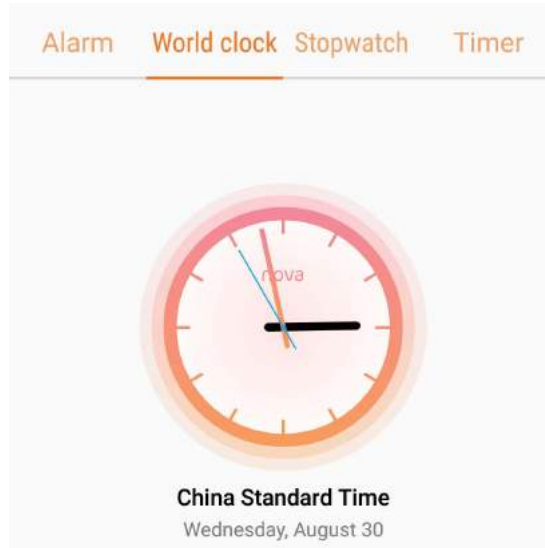 Alarm World clock Stopwatch Timer
nova
China Standard Time
Wednesday, August 30